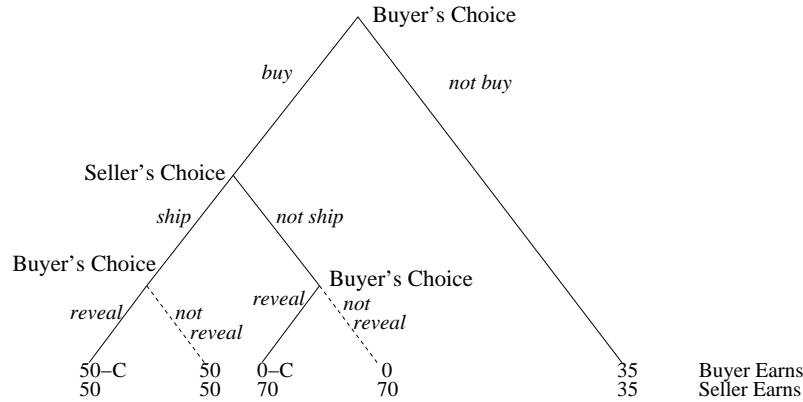 Buyer's Choice
buy
not buy
Seller's Choice
ship
not ship
Buyer's Choice
Buyer's Choice
reveal
not
reveal
reveal
not
reveal
50–C 50 0–C 0 35 Buyer Earns
50 50 70 70 35 Seller Earns